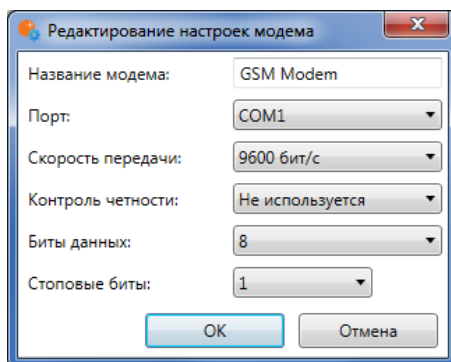 Редактирование настроек модема
Название модема: GSM Modem
Порт: COM1
Скорость передачи: 9600 бит/с
Контроль четности: Не используется
Биты данных: 8
Стоповые биты: 1
OK Отмена